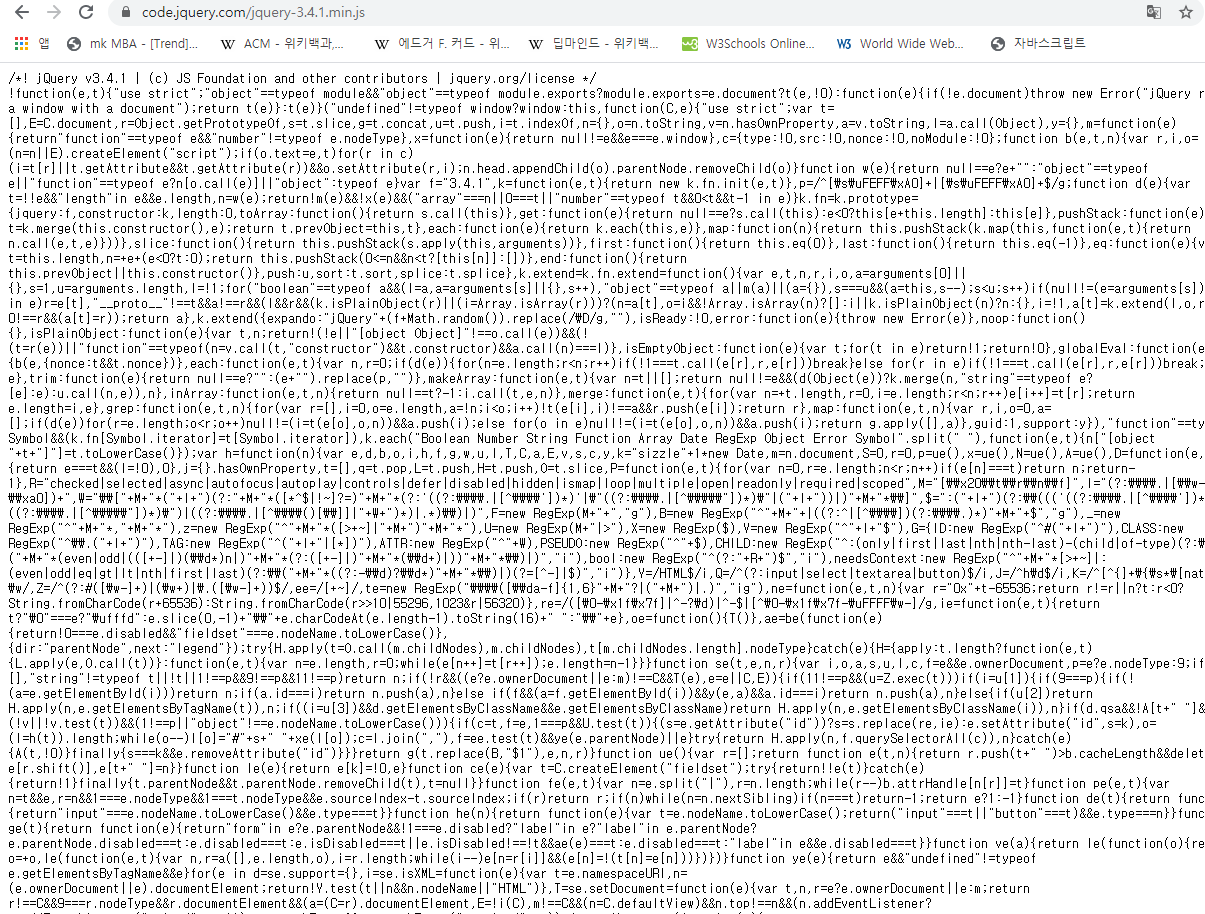 code.jquery.com/jquery-3.4.1.min.js
앱 mk MBA - [Trend]... ACM - 위키백과,... 에드거 F. 커드 - 위... 딥마인드 - 위키백... W3Schools Online... World Wide Web... 자바스크립트
/*! jQuery v3.4.1 | (c) JS Foundation and other contributors | jquery.org/license */
!function(e,t){"use strict";"object"==typeof module&&"object"==typeof module.exports?module.exports=e.document?t(e,!0):function(e){if(!e.document)throw new Error("jQuery r
a window with a document");return t(e)}:t(e)}("undefined"!=typeof window?window:this,function(C,e){"use strict";var t=
[],E=C.document,r=Object.getPrototypeOf,s=t.slice,g=t.concat,u=t.push,i=t.indexOf,n={},o=n.toString,v=n.hasOwnProperty,a=v.toString,l=a.call(Object),y={},m=function(e)
{return"function"==typeof e&&"number"!=typeof e.nodeType},x=function(e){return null!=e&&e===e.window},c={type:!0,src:!0,nonce:!0,noModule:!0};function b(e,t,n){var r,i,o=
(n=n||E).createElement("script");if(o.text=e,t)for(r in c)
(i=t[r]||t.getAttribute&&t.getAttribute(r))&&o.setAttribute(r,i);n.head.appendChild(o).parentNode.removeChild(o)}function w(e){return null==e?e+"":"object"==typeof
e||"function"==typeof e?n[o.call(e)]||"object":typeof e}var f="3.4.1",k=function(e,t){return new k.fn.init(e,t)},p=/^[₩s₩uFEFF₩xA0]+|[₩s₩uFEFF₩xA0]+$/g;function d(e){var
t=!!e&&"length"in e&&e.length,n=w(e);return!m(e)&&!x(e)&&("array"===n||0===t||"number"==typeof t&&0<t&&t-1 in e)}k.fn=k.prototype=
{jquery:f,constructor:k,length:0,toArray:function(){return s.call(this)},get:function(e){return null==e?s.call(this):e<0?this[e+this.length]:this[e]},pushStack:function(e)
t=k.merge(this.constructor(),e);return t.prevObject=this,t},each:function(e){return k.each(this,e)},map:function(n){return this.pushStack(k.map(this,function(e,t){return
n.call(e,t,e)}))},slice:function(){return this.pushStack(s.apply(this,arguments))},first:function(){return this.eq(0)},last:function(){return this.eq(-1)},eq:function(e){v
t=this.length,n=+e+(e<0?t:0);return this.pushStack(0<=n&&n<t?[this[n]]:[])},end:function(){return
this.prevObject||this.constructor()},push:u,sort:t.sort,splice:t.splice},k.extend=k.fn.extend=function(){var e,t,n,r,i,o,a=arguments[0]||
{},s=1,u=arguments.length,l=!1;for("boolean"==typeof a&&(l=a,a=arguments[s]||{},s++),"object"==typeof a||m(a)||(a={}),s===u&&(a=this,s--);s<u;s++)if(null!=(e=arguments[s])
in e)r=e[t],"__proto__"!==t&&a!==r&&(l&&r&&(k.isPlainObject(r)||(i=Array.isArray(r)))?(n=a[t],o=i&&!Array.isArray(n)?[]:i||k.isPlainObject(n)?n:{},i=!1,a[t]=k.extend(l,o,r
0!==r&&(a[t]=r));return a},k.extend({expando:"jQuery"+(f+Math.random()).replace(/₩D/g,""),isReady:!0,error:function(e){throw new Error(e)},noop:function()
{},isPlainObject:function(e){var t,n;return!(!e||"[object Object]"!==o.call(e))&&(!
(t=r(e))||"function"==typeof(n=v.call(t,"constructor")&&t.constructor)&&a.call(n)===l)},isEmptyObject:function(e){var t;for(t in e)return!1;return!0},globalEval:function(e
{b(e,{nonce:t&&t.nonce})},each:function(e,t){var n,r=0;if(d(e)){for(n=e.length;r<n;r++)if(!1===t.call(e[r],r,e[r]))break}else for(r in e)if(!1===t.call(e[r],r,e[r]))break;
e},trim:function(e){return null==e?"":(e+"").replace(p,"")},makeArray:function(e,t){var n=t||[];return null!=e&&(d(Object(e))?k.merge(n,"string"==typeof e?
[e]:e):u.call(n,e)),n},inArray:function(e,t,n){return null==t?-1:i.call(t,e,n)},merge:function(e,t){for(var n=+t.length,r=0,i=e.length;r<n;r++)e[i++]=t[r];return
e.length=i,e},grep:function(e,t,n){for(var r=[],i=0,o=e.length,a=!n;i<o;i++)!t(e[i],i)!==a&&r.push(e[i]);return r},map:function(e,t,n){var r,i,o=0,a=
[];if(d(e))for(r=e.length;o<r;o++)null!=(i=t(e[o],o,n))&&a.push(i);else for(o in e)null!=(i=t(e[o],o,n))&&a.push(i);return g.apply([],a)},guid:1,support:y}),"function"==ty
Symbol&&(k.fn[Symbol.iterator]=t[Symbol.iterator]),k.each("Boolean Number String Function Array Date RegExp Object Error Symbol".split(" "),function(e,t){n["[object
"+t+"]"]=t.toLowerCase()});var h=function(n){var e,d,b,o,i,h,f,g,w,u,l,T,C,a,E,v,s,c,y,k="sizzle"+1*new Date,m=n.document,S=0,r=0,p=ue(),x=ue(),N=ue(),A=ue(),D=function(e,
{return e===t&&(l=!0),0},j={}.hasOwnProperty,t=[],q=t.pop,L=t.push,H=t.push,O=t.slice,P=function(e,t){for(var n=0,r=e.length;n<r;n++)if(e[n]===t)return n;return-
1},R="checked|selected|async|autofocus|autoplay|controls|defer|disabled|hidden|ismap|loop|multiple|open|readonly|required|scoped",M="[₩₩x20₩₩t₩₩r₩₩n₩₩f]",I="(?:₩₩₩₩.|[₩₩w-
₩₩xa0])+",W="₩₩["+M+"*("+I+")(?:"+M+"*([*^$|!~]?=)"+M+"*(?:'((?:₩₩₩₩.|[^₩₩₩₩'])*)'|₩"((?:₩₩₩₩.|[^₩₩₩₩₩"])*)₩"|("+I+"))|)"+M+"*₩₩]",$=":("+I+")(?:₩₩((('((?:₩₩₩₩.|[^₩₩₩₩'])*
((?:₩₩₩₩.|[^₩₩₩₩₩"])*)₩")|((?:₩₩₩₩.|[^₩₩₩₩()[₩₩]]|"+W+")*)|.*)₩₩)|)",F=new RegExp(M+"+","g"),B=new RegExp("^"+M+"+|((?:^|[^₩₩₩₩])(?:₩₩₩₩.)*)"+M+"+$","g"),_=new
RegExp("^"+M+"*,"+M+"*"),z=new RegExp("^"+M+"*([>+~]|"+M+")"+M+"*"),U=new RegExp(M+"|>"),X=new RegExp($),V=new RegExp("^"+I+"$"),G={ID:new RegExp("^#("+I+")"),CLASS:new
RegExp("^₩₩.("+I+")"),TAG:new RegExp("^("+I+"|[*])"),ATTR:new RegExp("^"+W),PSEUDO:new RegExp("^"+$),CHILD:new RegExp("^:(only|first|last|nth|nth-last)-(child|of-type)(?:₩
("+M+"*(even|odd|(([+-]|)(₩₩d*)n|)"+M+"*(?:([+-]|)"+M+"*(₩₩d+)|))"+M+"*₩₩)|)","i"),bool:new RegExp("^(?:"+R+")$","i"),needsContext:new RegExp("^"+M+"*[>+~]|:
(even|odd|eq|gt|lt|nth|first|last)(?:₩₩("+M+"*((?:-₩₩d)?₩₩d*)"+M+"*₩₩)|)(?=[^-]|$)","i")},Y=/HTML$/i,Q=/^(?:input|select|textarea|button)$/i,J=/^h₩d$/i,K=/^[^{]+₩{₩s*₩[nat
₩w/,Z=/^(?:#([₩w-]+)|(₩w+)|₩.([₩w-]+))$/,ee=/[+~]/,te=new RegExp("₩₩₩₩([₩₩da-f]{1,6}"+M+"?|("+M+")|.)","ig"),ne=function(e,t,n){var r="0x"+t-65536;return r!=r||n?t:r<0?
String.fromCharCode(r+65536):String.fromCharCode(r>>10|55296,1023&r|56320)},re=/([₩0-₩x1f₩x7f]|^-?₩d)|^-$|[^₩0-₩x1f₩x7f-₩uFFFF₩w-]/g,ie=function(e,t){return
t?"₩0"===e?"₩ufffd":e.slice(0,-1)+"₩₩"+e.charCodeAt(e.length-1).toString(16)+" ":"₩₩"+e},oe=function(){T()},ae=be(function(e)
{return!0===e.disabled&&"fieldset"===e.nodeName.toLowerCase()},
{dir:"parentNode",next:"legend"});try{H.apply(t=O.call(m.childNodes),m.childNodes),t[m.childNodes.length].nodeType}catch(e){H={apply:t.length?function(e,t)
{L.apply(e,O.call(t))}:function(e,t){var n=e.length,r=0;while(e[n++]=t[r++]);e.length=n-1}}}function se(t,e,n,r){var i,o,a,s,u,l,c,f=e&&e.ownerDocument,p=e?e.nodeType:9;if
[],"string"!=typeof t||!t||1!==p&&9!==p&&11!==p)return n;if(!r&&((e?e.ownerDocument||e:m)!==C&&T(e),e=e||C,E)){if(11!==p&&(u=Z.exec(t)))if(i=u[1]){if(9===p){if(!
(a=e.getElementById(i)))return n;if(a.id===i)return n.push(a),n}else if(f&&(a=f.getElementById(i))&&y(e,a)&&a.id===i)return n.push(a),n}else{if(u[2])return
H.apply(n,e.getElementsByTagName(t)),n;if((i=u[3])&&d.getElementsByClassName&&e.getElementsByClassName)return H.apply(n,e.getElementsByClassName(i)),n}if(d.qsa&&!A[t+" "]&
(!v||!v.test(t))&&(1!==p||"object"!==e.nodeName.toLowerCase())){if(c=t,f=e,1===p&&U.test(t)){(s=e.getAttribute("id"))?s=s.replace(re,ie):e.setAttribute("id",s=k),o=
(l=h(t)).length;while(o--)l[o]="#"+s+" "+xe(l[o]);c=l.join(","),f=ee.test(t)&&ye(e.parentNode)||e}try{return H.apply(n,f.querySelectorAll(c)),n}catch(e)
{A(t,!0)}finally{s===k&&e.removeAttribute("id")}}}return g(t.replace(B,"$1"),e,n,r)}function ue(){var r=[];return function e(t,n){return r.push(t+" ")>b.cacheLength&&delet
e[r.shift()],e[t+" "]=n}}function le(e){return e[k]=!0,e}function ce(e){var t=C.createElement("fieldset");try{return!!e(t)}catch(e)
{return!1}finally{t.parentNode&&t.parentNode.removeChild(t),t=null}}function fe(e,t){var n=e.split("|"),r=n.length;while(r--)b.attrHandle[n[r]]=t}function pe(e,t){var
n=t&&e,r=n&&1===e.nodeType&&1===t.nodeType&&e.sourceIndex-t.sourceIndex;if(r)return r;if(n)while(n=n.nextSibling)if(n===t)return-1;return e?1:-1}function de(t){return func
{return"input"===e.nodeName.toLowerCase()&&e.type===t}}function he(n){return function(e){var t=e.nodeName.toLowerCase();return("input"===t||"button"===t)&&e.type===n}}func
ge(t){return function(e){return"form"in e?e.parentNode&&!1===e.disabled?"label"in e?"label"in e.parentNode?
e.parentNode.disabled===t:e.disabled===t:e.isDisabled===t||e.isDisabled!==!t&&ae(e)===t:e.disabled===t:"label"in e&&e.disabled===t}}function ve(a){return le(function(o){re
o=+o,le(function(e,t){var n,r=a([],e.length,o),i=r.length;while(i--)e[n=r[i]]&&(e[n]=!(t[n]=e[n]))})})}function ye(e){return e&&"undefined"!=typeof
e.getElementsByTagName&&e}for(e in d=se.support={},i=se.isXML=function(e){var t=e.namespaceURI,n=
(e.ownerDocument||e).documentElement;return!Y.test(t||n&&n.nodeName||"HTML")},T=se.setDocument=function(e){var t,n,r=e?e.ownerDocument||e:m;return
r!==C&&9===r.nodeType&&r.documentElement&&(a=(C=r).documentElement,E=!i(C),m!==C&&(n=C.defaultView)&&n.top!==n&&(n.addEventListener?